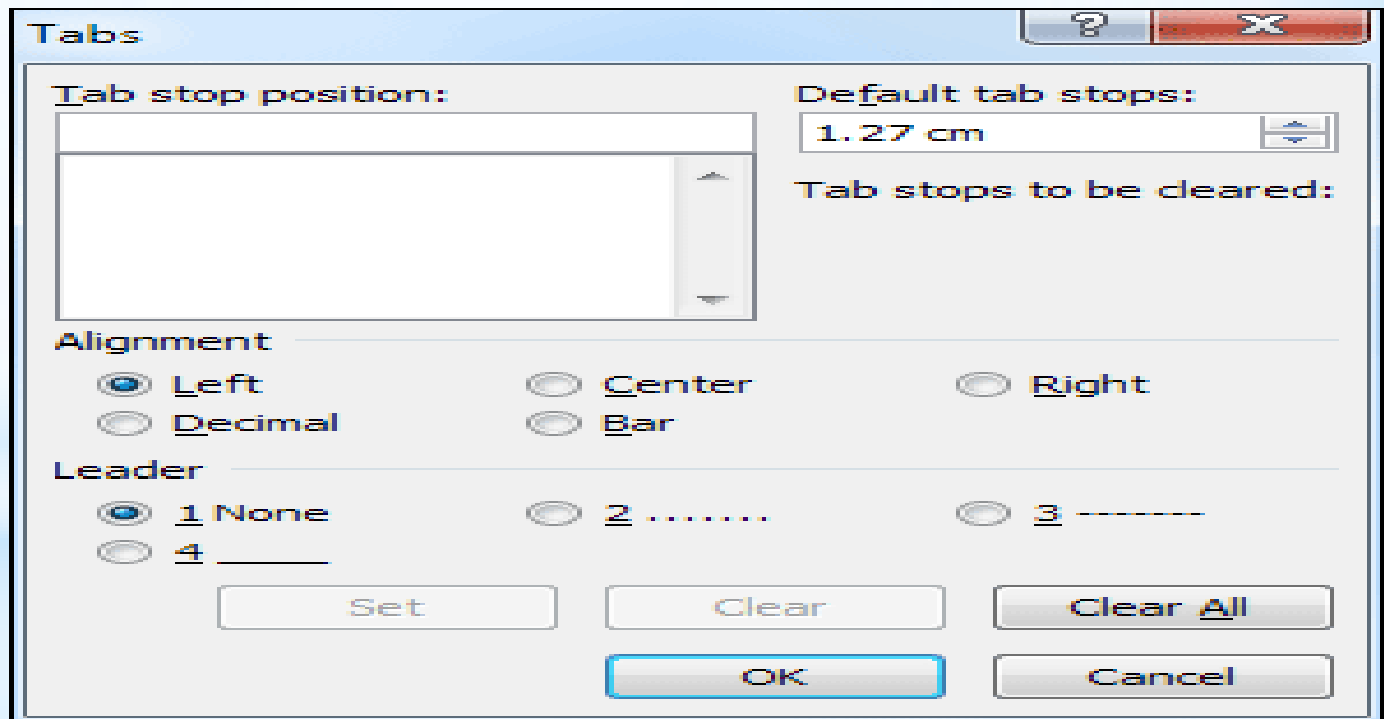 Tabs
Tab stop position:
Default tab stops:
1.27 cm
Tab stops to be cleared:
Alignment
Left Center Right
Decimal Bar
Leader
1 None 2 ....... 3 -------
4 _____
Set Clear Clear All
OK Cancel